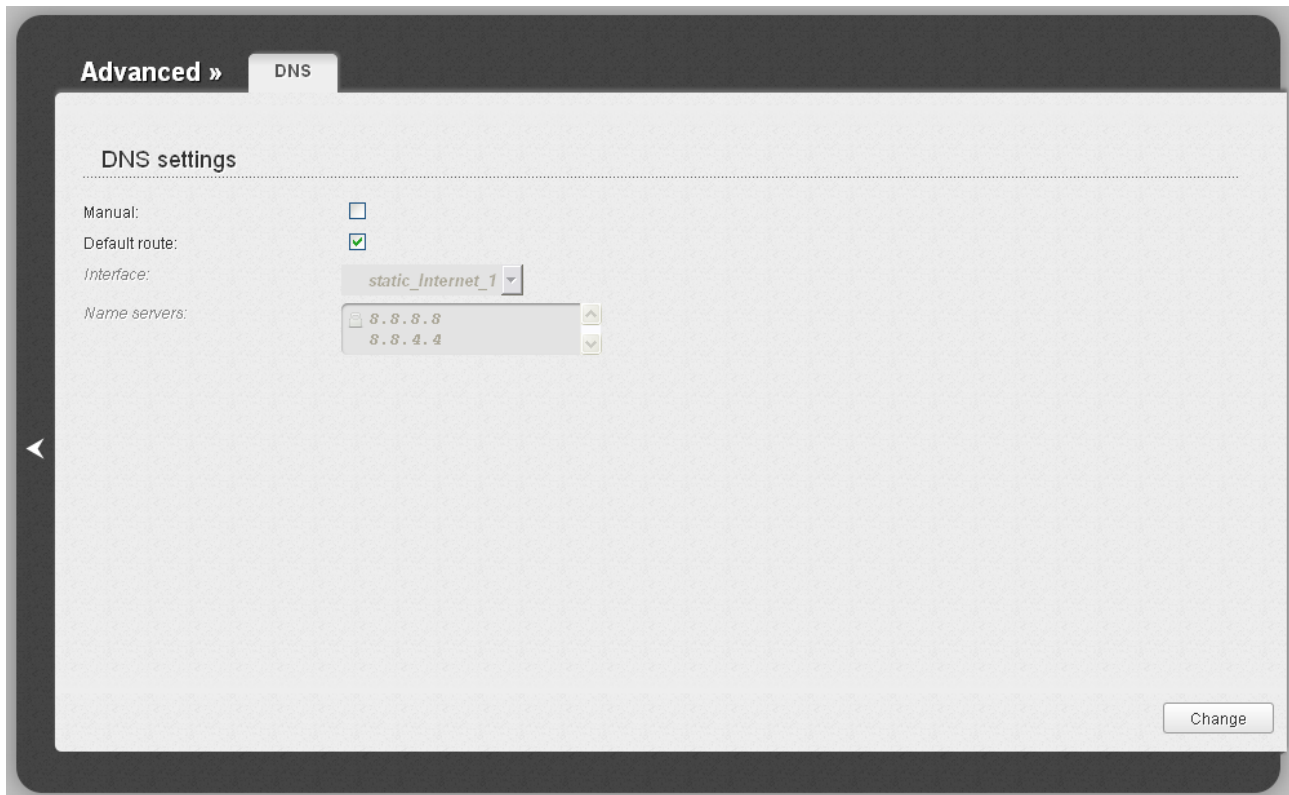 Advanced »
DNS
DNS settings
Manual:
Default route:
Interface:
static_Internet_1
Name servers:
8.8.8.8
8.8.4.4
Change